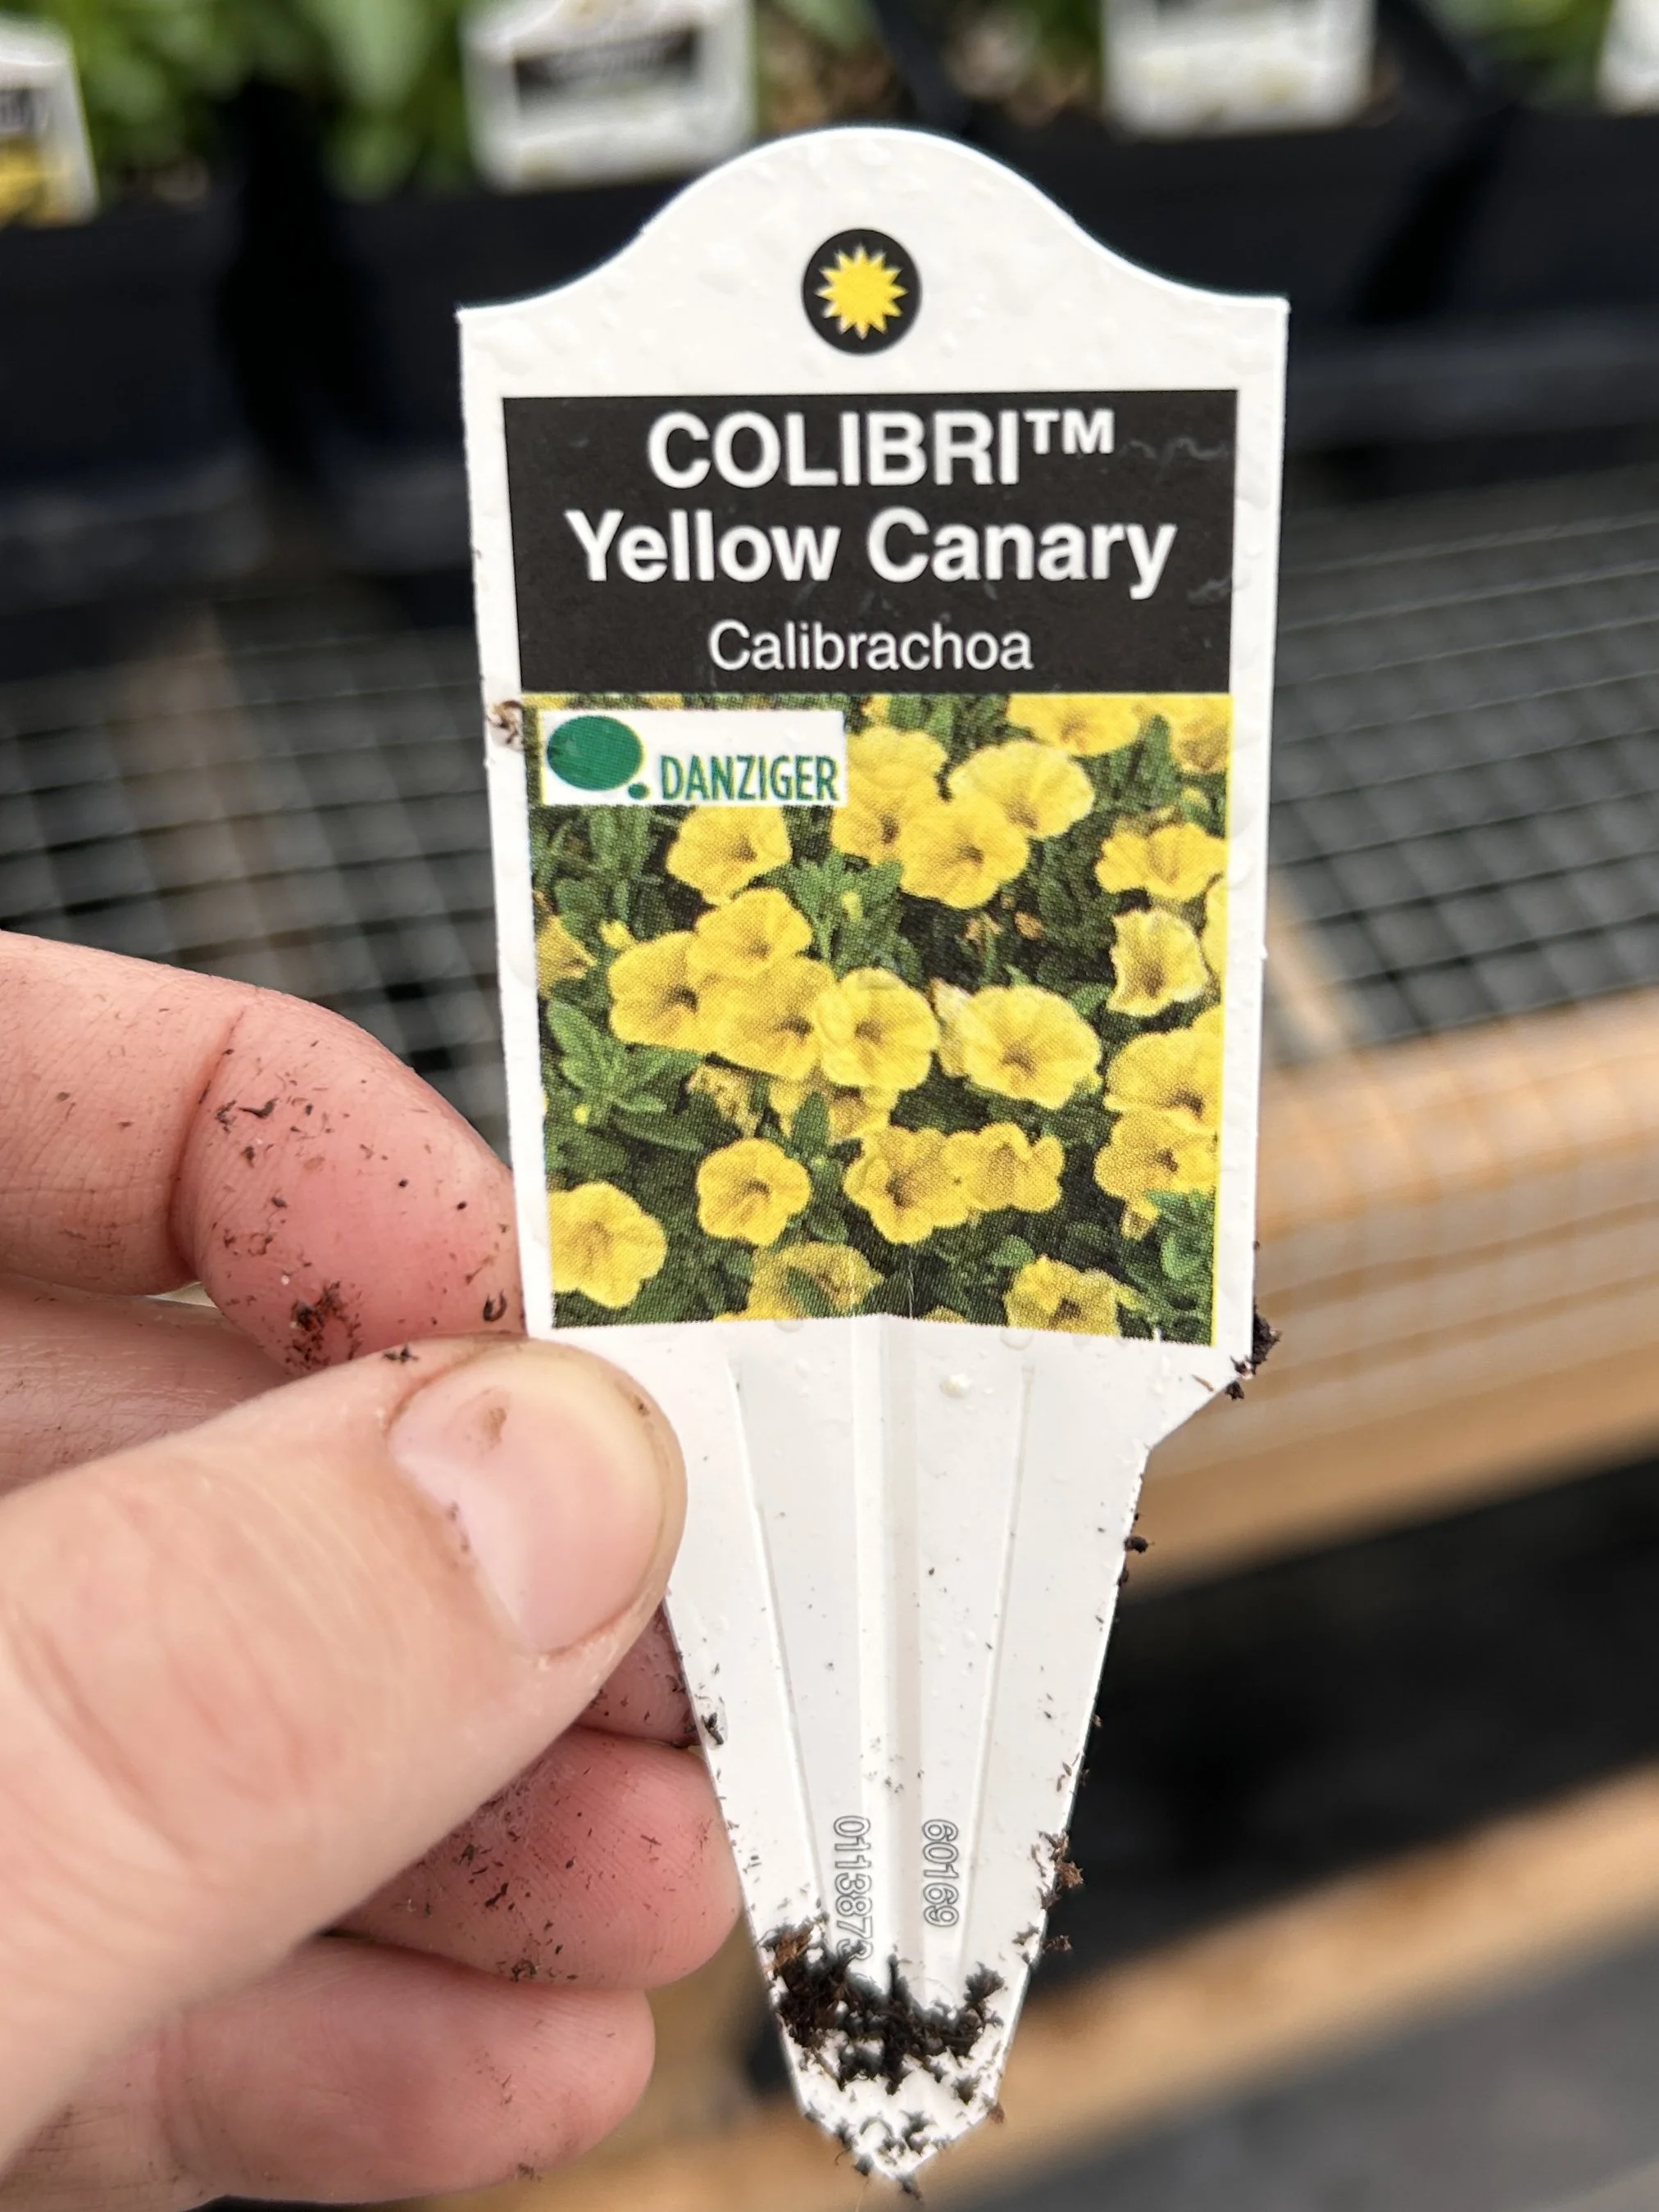 COLIBRI™
Yellow Canary
Calibrachoa
DANZIGER
60169